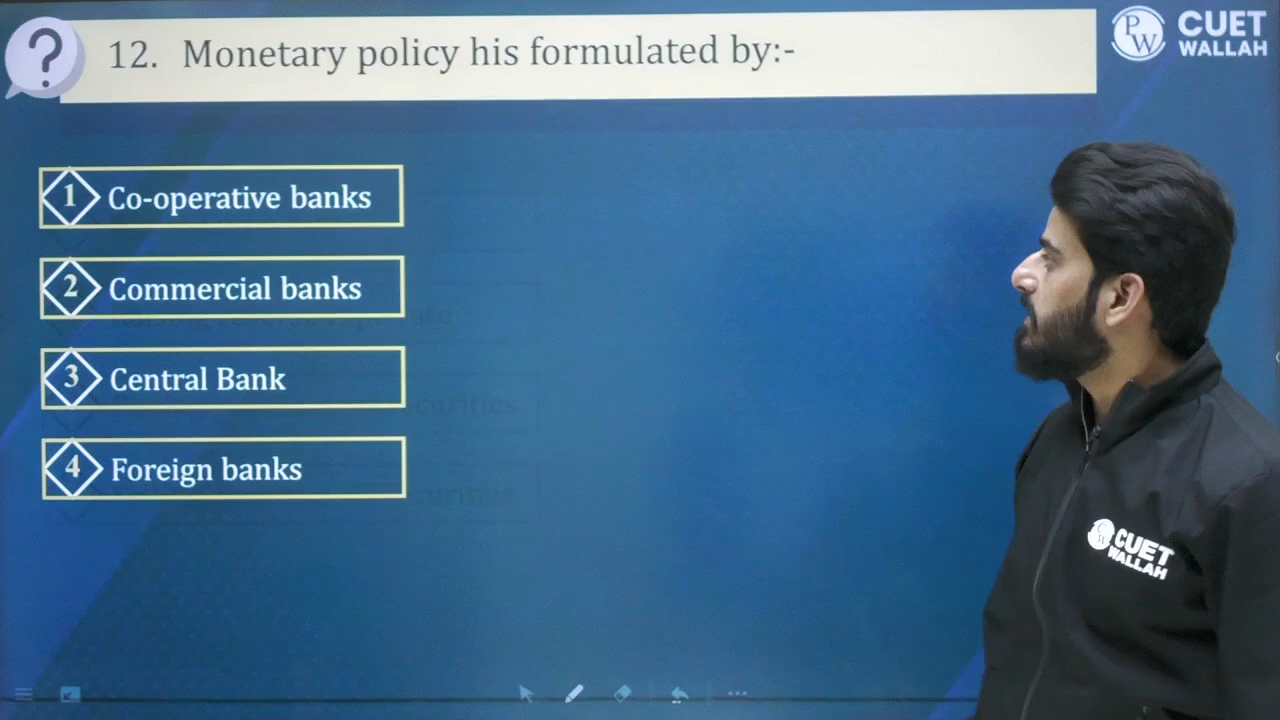 ?
12. Monetary policy his formulated by:-
PW CUET
WALLAH
1 Co-operative banks
2 Commercial banks
3 Central Bank
4 Foreign banks
CUET
WALLAH